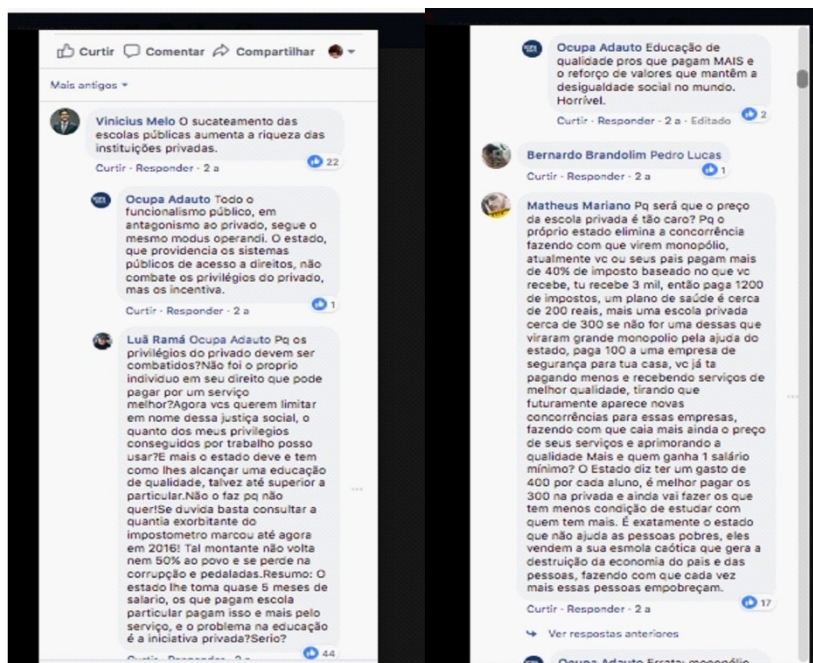 Curtir Comentar Compartilhar
Mais antigos
Vinicius Melo O sucateamento das
escolas públicas aumenta a riqueza das
instituições privadas.
22
Curtir · Responder · 2 a
Ocupa Adauto Todo o
funcionalismo público, em
antagonismo ao privado, segue o
mesmo modus operandi. O estado,
que providencia os sistemas
públicos de acesso a direitos, não
combate os privilégios do privado,
mas os incentiva.
1
Curtir · Responder · 2 a
Luã Ramá Ocupa Adauto Pq os
privilégios do privado devem ser
combatidos?Não foi o proprio
individuo em seu direito que pode
pagar por um serviço
melhor?Agora vcs querem limitar
em nome dessa justiça social, o
quanto dos meus privilegios
conseguidos por trabalho posso
usar?E mais o estado deve e tem
como lhes alcançar uma educação
de qualidade, talvez até superior a
particular.Não o faz pq não
quer!Se duvida basta consultar a
quantia exorbitante do
impostometro marcou até agora
em 2016! Tal montante não volta
nem 50% ao povo e se perde na
corrupção e pedaladas.Resumo: O
estado lhe toma quase 5 meses de
salario, os que pagam escola
particular pagam isso e mais pelo
serviço, e o problema na educação
é a iniciativa privada?Serio?
44
Curtir · Responder · 2 a
Ocupa Adauto Educação de
qualidade pros que pagam MAIS e
o reforço de valores que mantêm a
desigualdade social no mundo.
Horrível.
2
Curtir · Responder · 2 a · Editado
Bernardo Brandolim Pedro Lucas
1
Curtir · Responder · 2 a
Matheus Mariano Pq será que o preço
da escola privada é tão caro? Pq o
próprio estado elimina a concorrência
fazendo com que virem monopólio,
atualmente vc ou seus pais pagam mais
de 40% de imposto baseado no que vc
recebe, tu recebe 3 mil, então paga 1200
de impostos, um plano de saúde é cerca
de 200 reais, mais uma escola privada
cerca de 300 se não for uma dessas que
viraram grande monopolio pela ajuda do
estado, paga 100 a uma empresa de
segurança para tua casa, vc já ta
pagando menos e recebendo serviços de
melhor qualidade, tirando que
futuramente aparece novas
concorrências para essas empresas,
fazendo com que caia mais ainda o preço
de seus serviços e aprimorando a
qualidade Mais e quem ganha 1 salário
mínimo? O Estado diz ter um gasto de
400 por cada aluno, é melhor pagar os
300 na privada e ainda vai fazer os que
tem menos condição de estudar com
quem tem mais. É exatamente o estado
que não ajuda as pessoas pobres, eles
vendem a sua esmola caótica que gera a
destruição da economia do pais e das
pessoas, fazendo com que cada vez
mais essas pessoas empobreçam.
17
Curtir · Responder · 2 a
Ver respostas anteriores
Ocupa Adauto Errata: monopólio